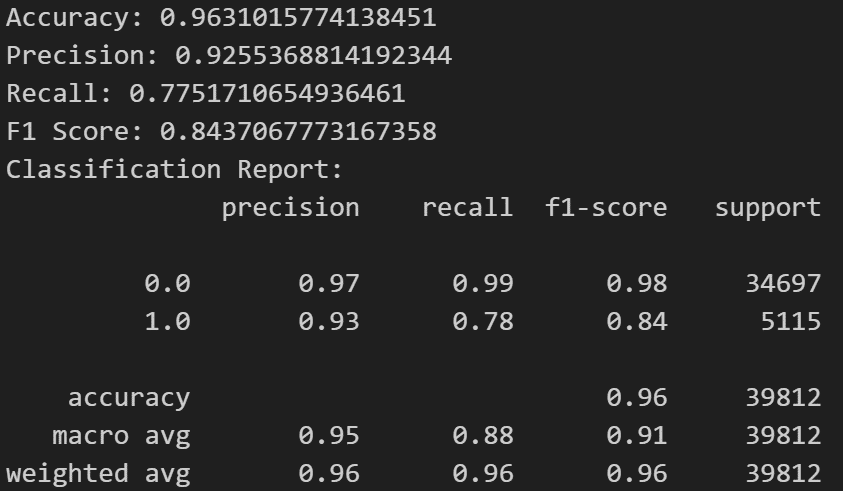 Accuracy: 0.9631015774138451
Precision: 0.9255368814192344
Recall: 0.7751710654936461
F1 Score: 0.8437067773167358
Classification Report:
precision recall f1-score support
0.0 0.97 0.99 0.98 34697
1.0 0.93 0.78 0.84 5115
accuracy 0.96 39812
macro avg 0.95 0.88 0.91 39812
weighted avg 0.96 0.96 0.96 39812